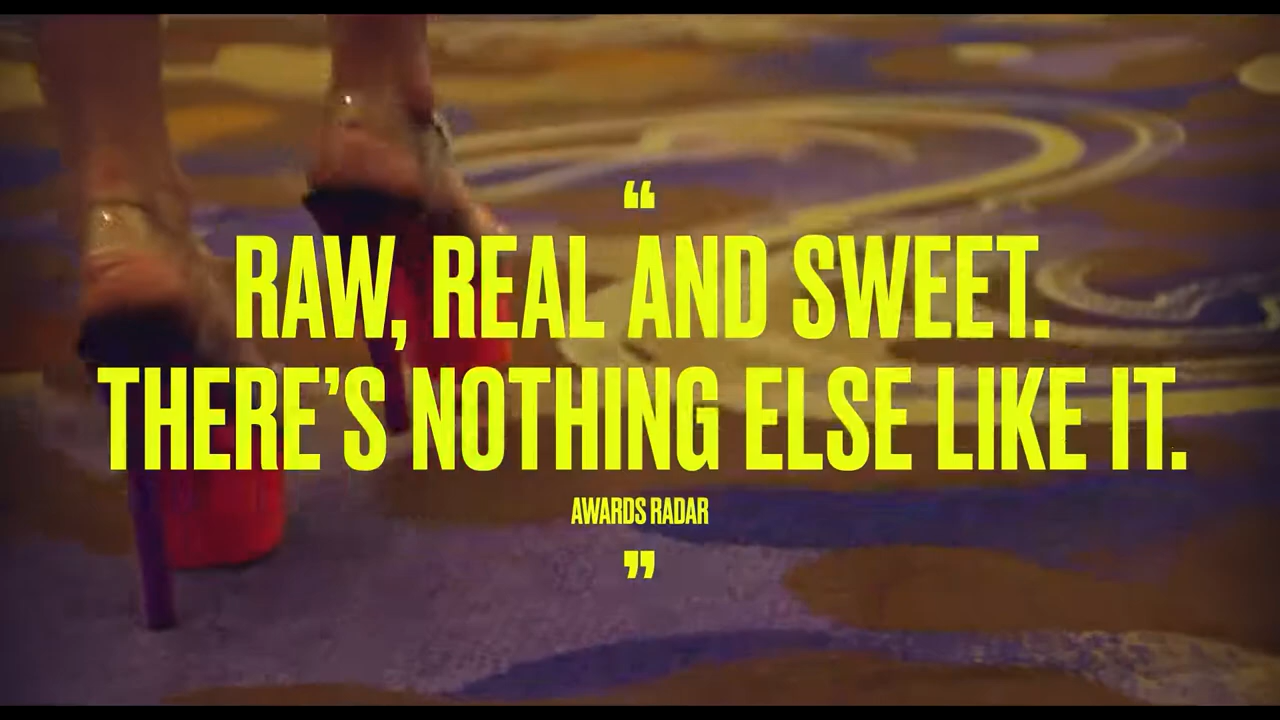 “
RAW, REAL AND SWEET.
THERE’S NOTHING ELSE LIKE IT.
AWARDS RADAR
”